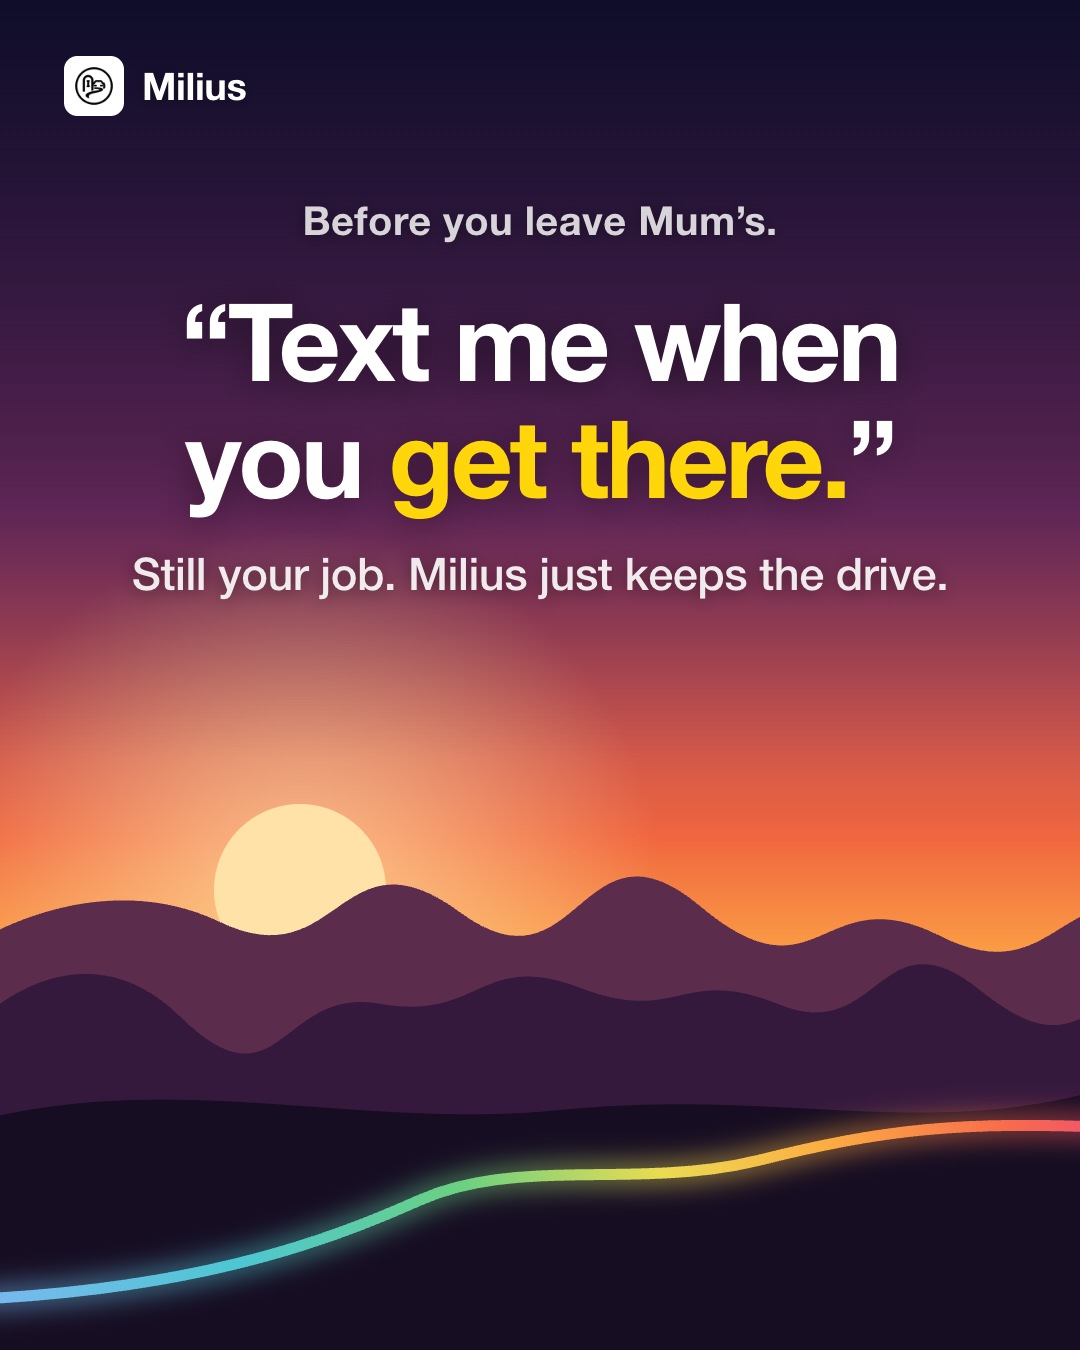 Milius
Before you leave Mum’s.
“Text me when
you get there.”
Still your job. Milius just keeps the drive.